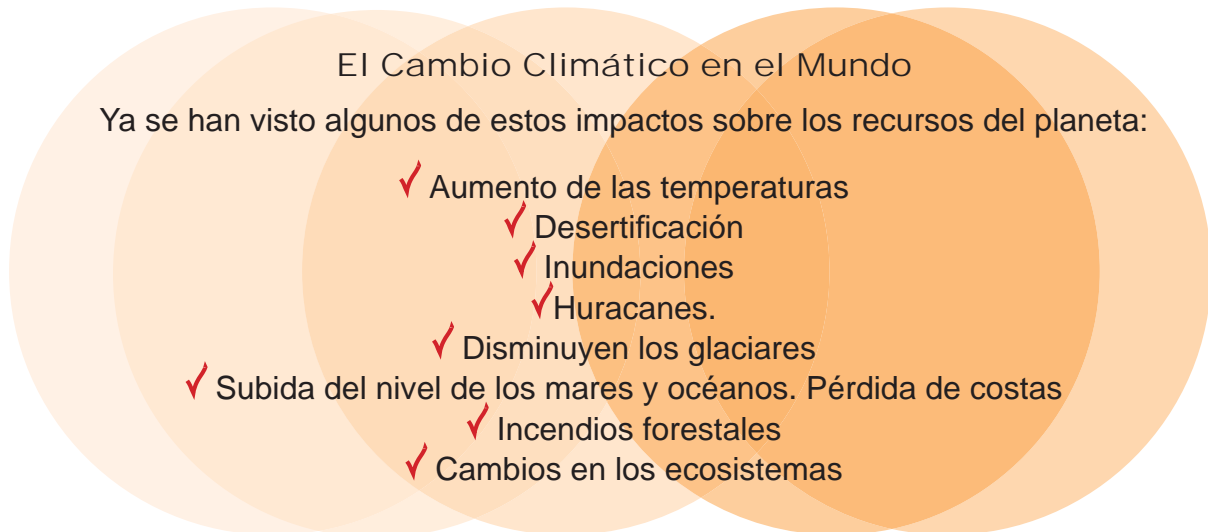 El Cambio Climático en el Mundo
Ya se han visto algunos de estos impactos sobre los recursos del planeta:
✓ Aumento de las temperaturas
✓ Desertificación
✓ Inundaciones
✓ Huracanes.
✓ Disminuyen los glaciares
✓ Subida del nivel de los mares y océanos. Pérdida de costas
✓ Incendios forestales
✓ Cambios en los ecosistemas